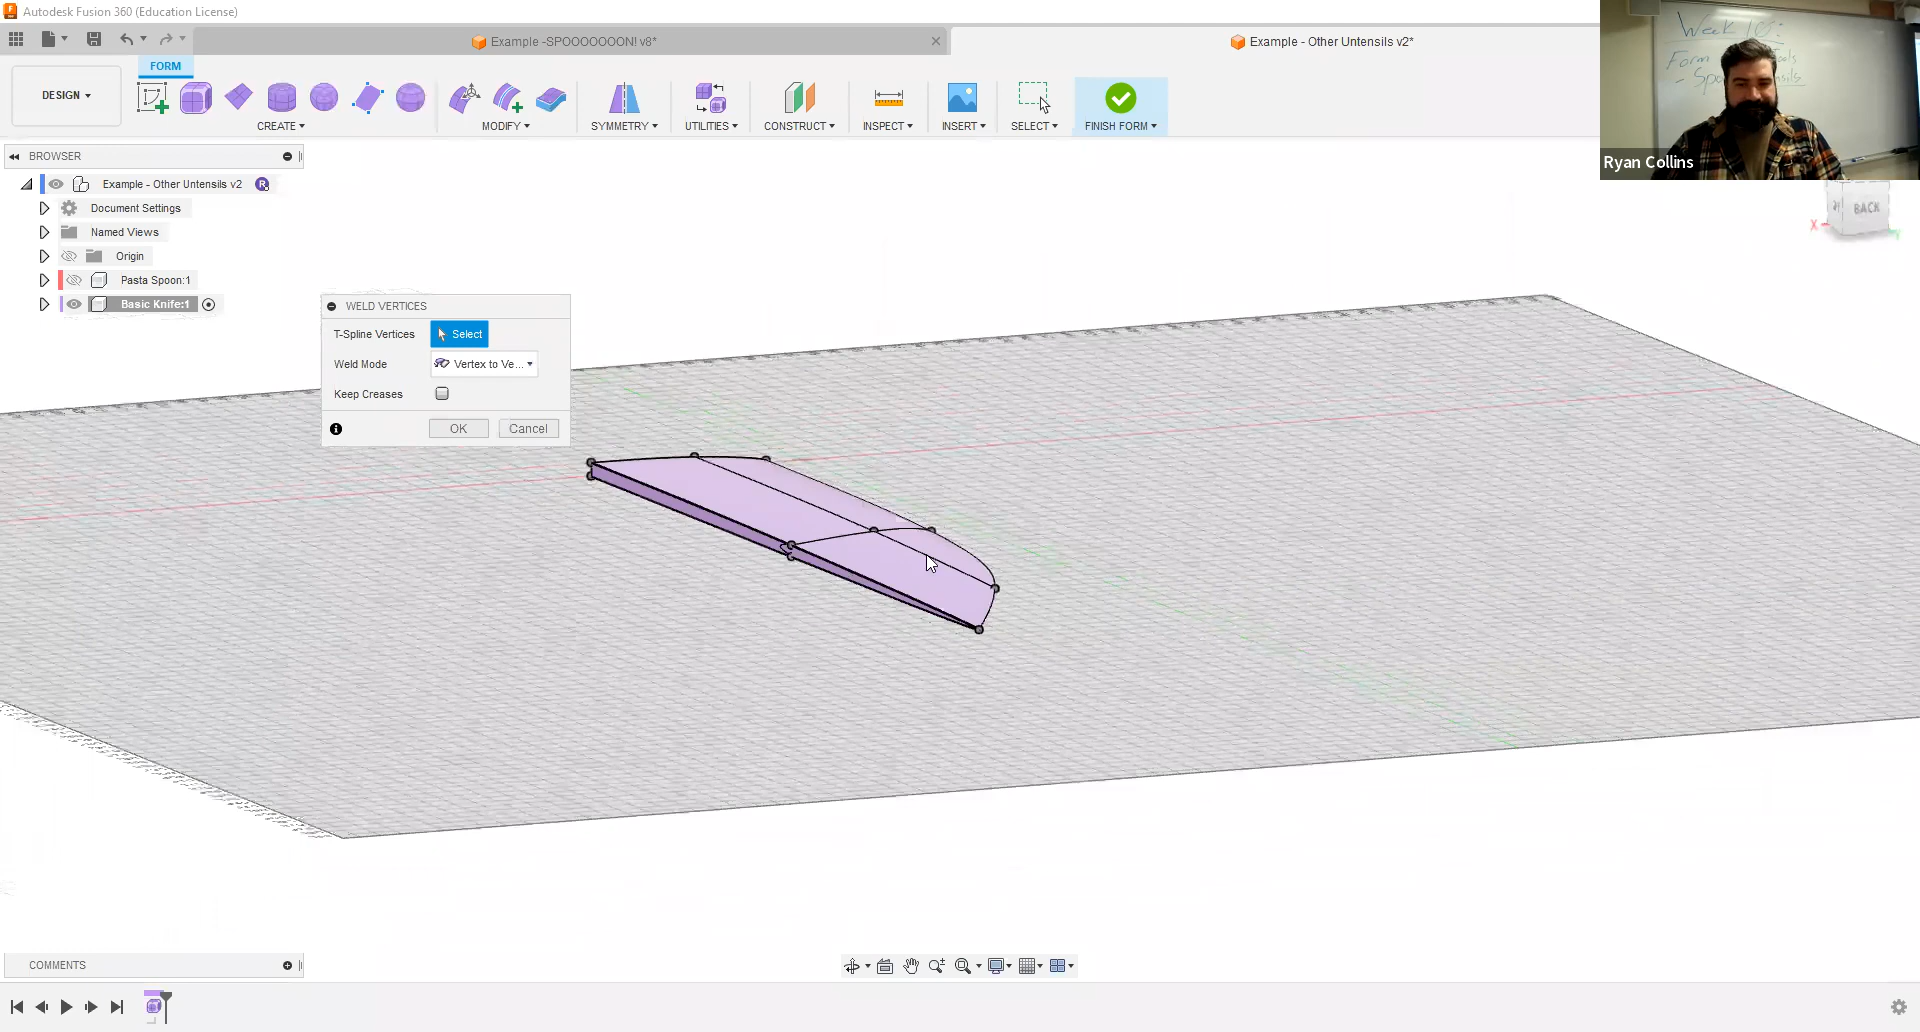 Autodesk Fusion 360 (Education License)
Example -SPOOOOOOON! v8*
Example - Other Untensils v2*
FORM
DESIGN
CREATE
MODIFY
SYMMETRY
UTILITIES
CONSTRUCT
INSPECT
INSERT
SELECT
FINISH FORM
Week 10:
Form
Ryan Collins
BROWSER
Example - Other Untensils v2
R
Document Settings
Named Views
Origin
Pasta Spoon:1
Basic Knife:1
BACK
X
WELD VERTICES
T-Spline Vertices
Select
Weld Mode
Vertex to Ve...
Keep Creases
OK
Cancel
COMMENTS